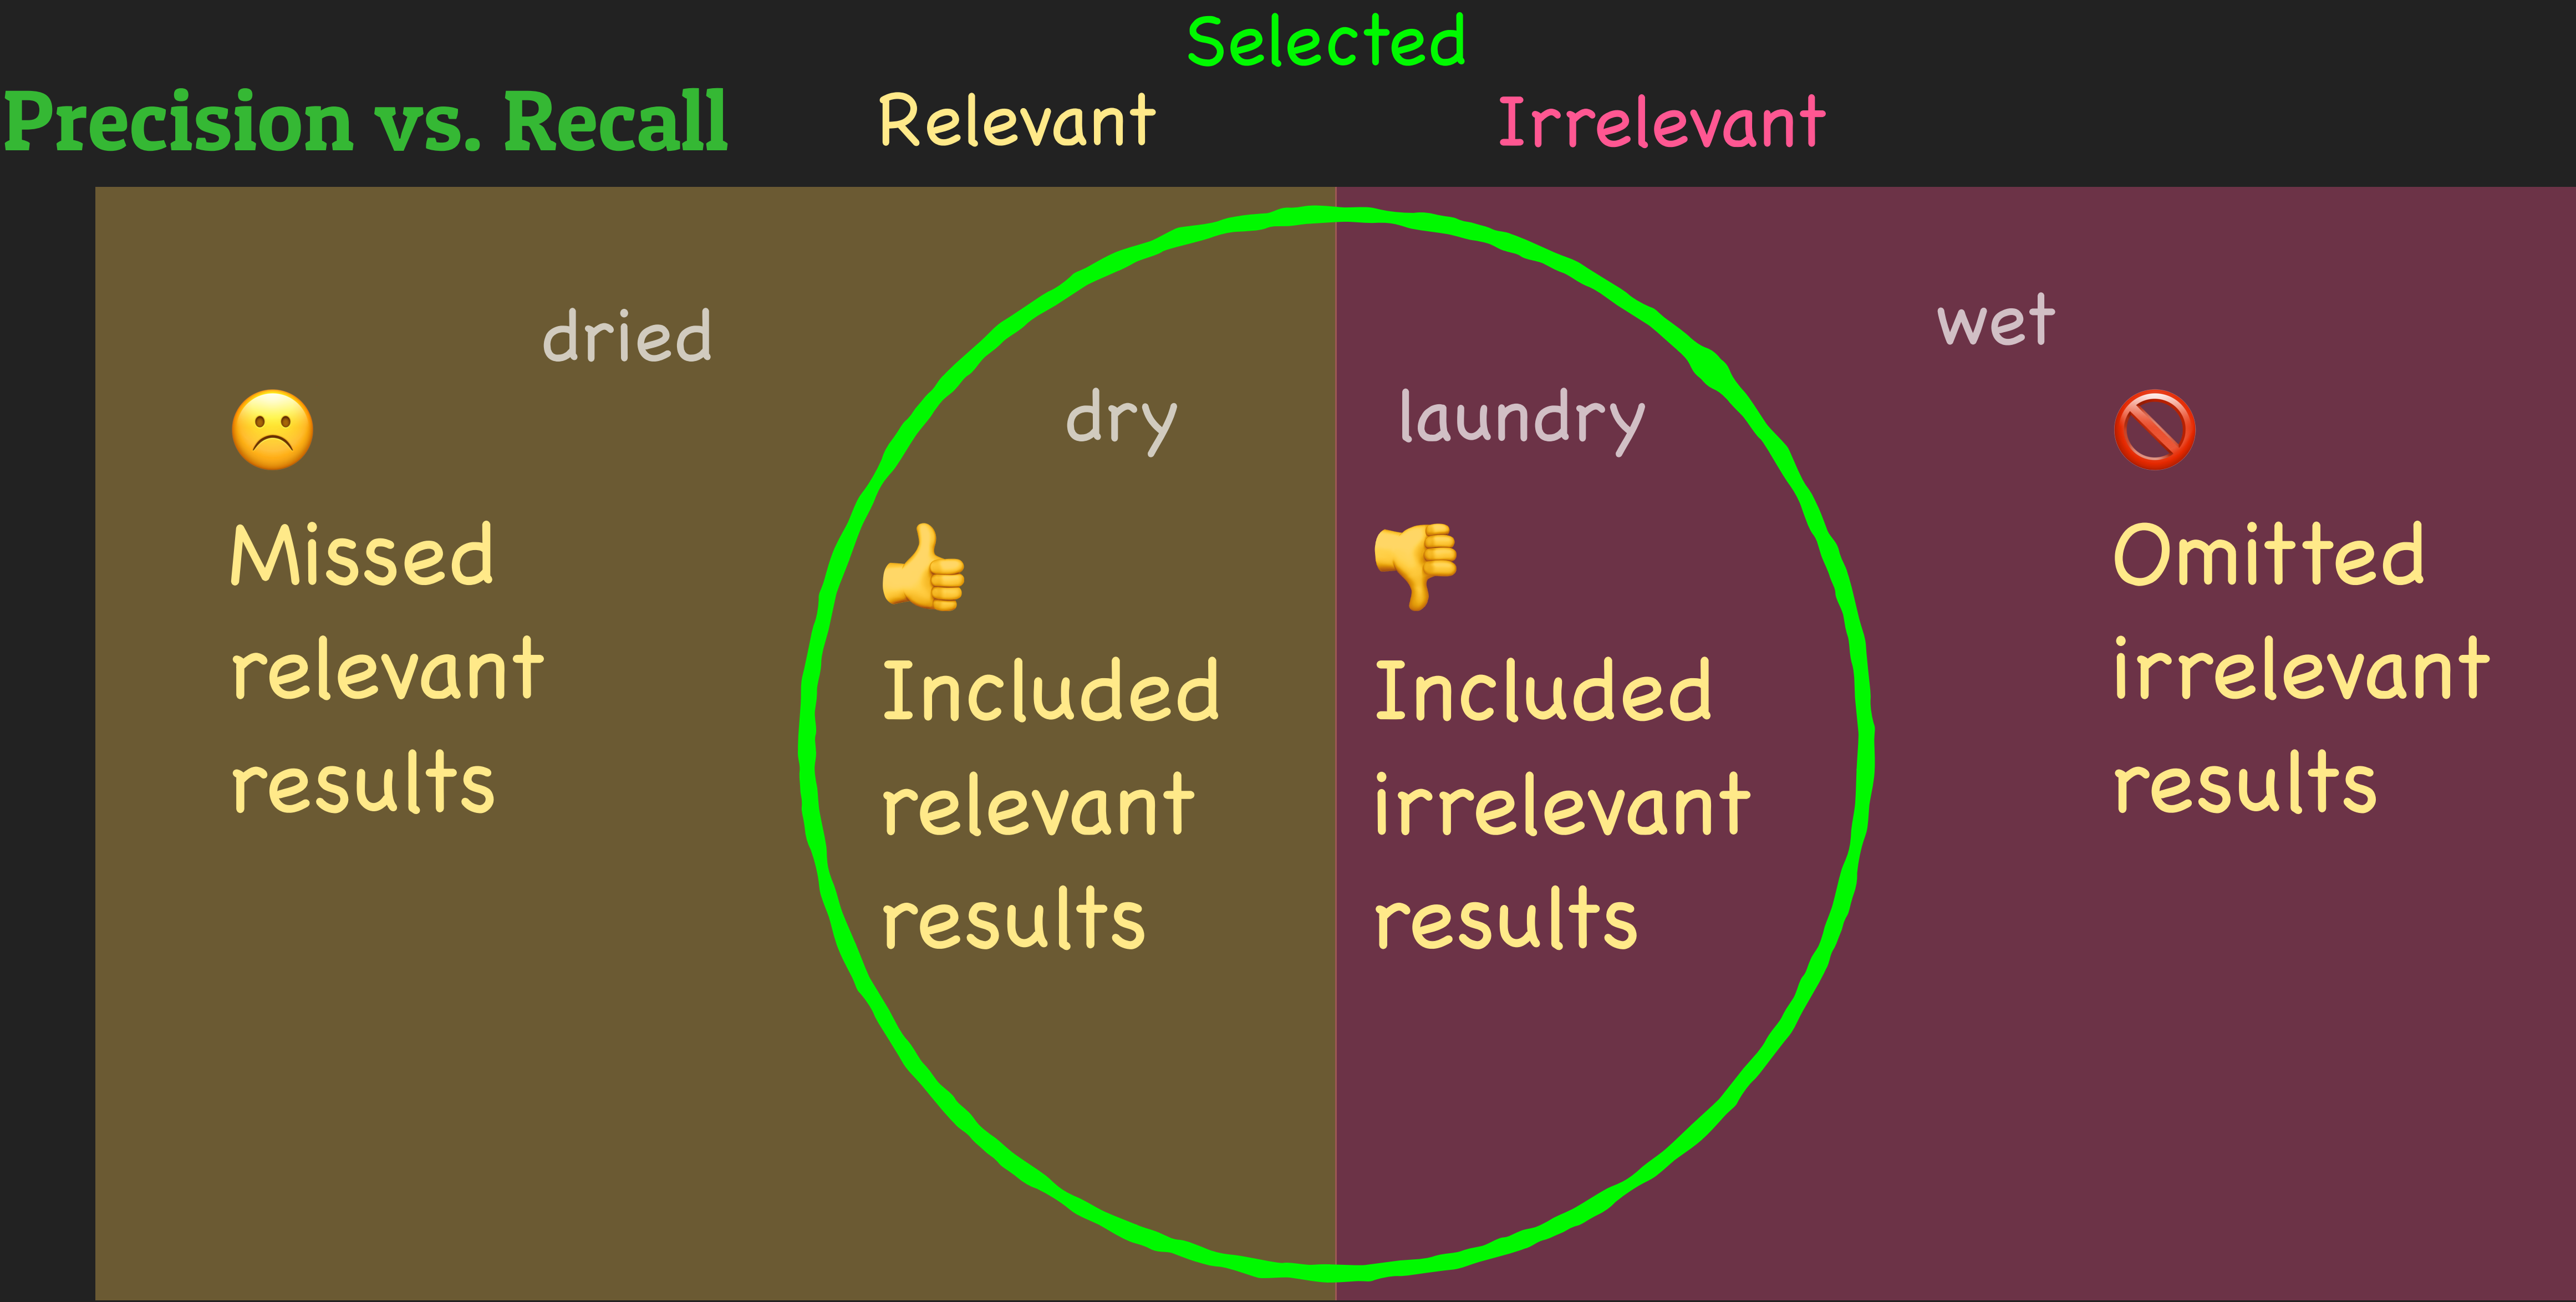 Selected
Precision vs. Recall
Relevant
Irrelevant
dried
dry
laundry
wet
Missed
relevant
results
Included
relevant
results
Included
irrelevant
results
Omitted
irrelevant
results